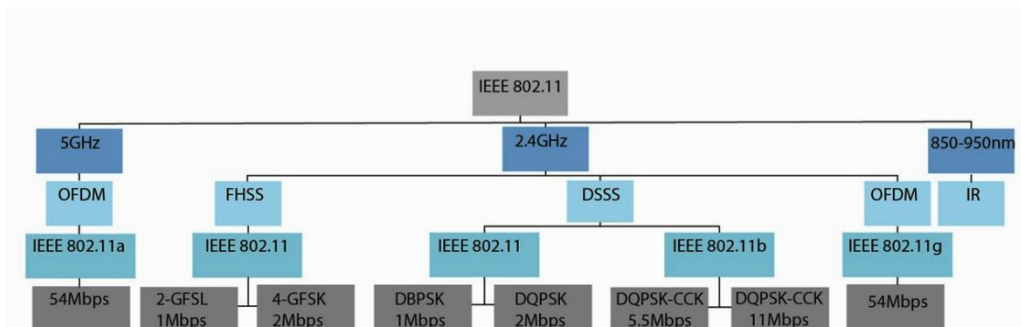 IEEE 802.11
5GHz
2.4GHz
850-950nm
OFDM
FHSS
DSSS
OFDM
IR
IEEE 802.11a
IEEE 802.11
IEEE 802.11
IEEE 802.11b
IEEE 802.11g
54Mbps
2-GFSL
1Mbps
4-GFSK
2Mbps
DBPSK
1Mbps
DQPSK
2Mbps
DQPSK-CCK
5.5Mbps
DQPSK-CCK
11Mbps
54Mbps